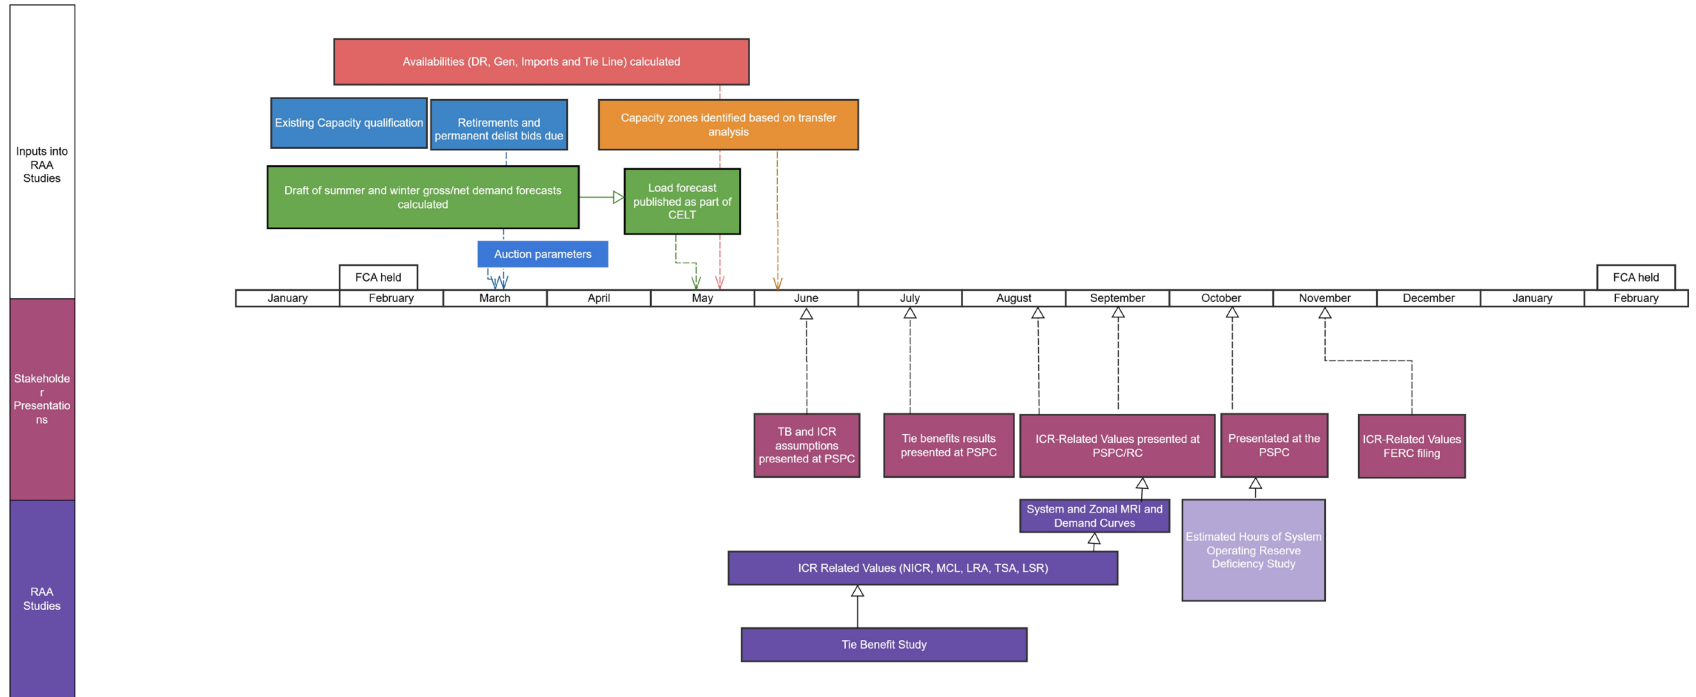 Inputs into
RAA
Studies
Availabilities (DR, Gen, Imports and Tie Line) calculated
Existing Capacity qualification
Retirements and
permanent delist bids due
Capacity zones identified based on transfer
analysis
Draft of summer and winter gross/net demand forecasts
calculated
Load forecast
published as part of
CELT
Auction parameters
FCA held
FCA held
January
February
March
April
May
June
July
August
September
October
November
December
January
February
Stakeholde
r
Presentatio
ns
TB and ICR
assumptions
presented at PSPC
Tie benefits results
presented at PSPC
ICR-Related Values presented at
PSPC/RC
Presentated at the
PSPC
ICR-Related Values
FERC filing
RAA
Studies
System and Zonal MRI and
Demand Curves
Estimated Hours of System
Operating Reserve
Deficiency Study
ICR Related Values (NICR, MCL, LRA, TSA, LSR)
Tie Benefit Study